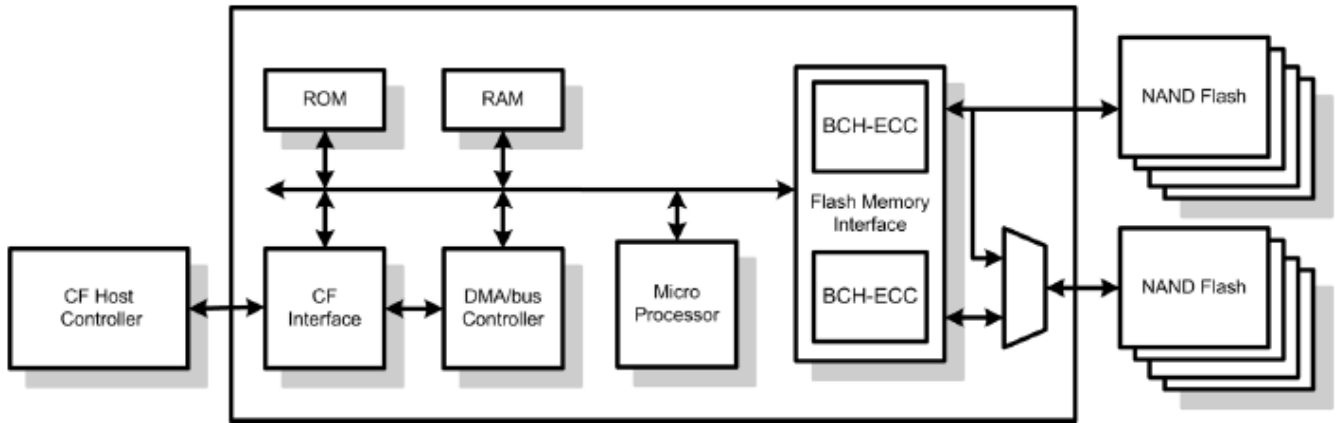 ROM
RAM
NAND Flash
BCH-ECC
Flash Memory
Interface
BCH-ECC
CF Host
Controller
CF
Interface
DMA/bus
Controller
Micro
Processor
NAND Flash